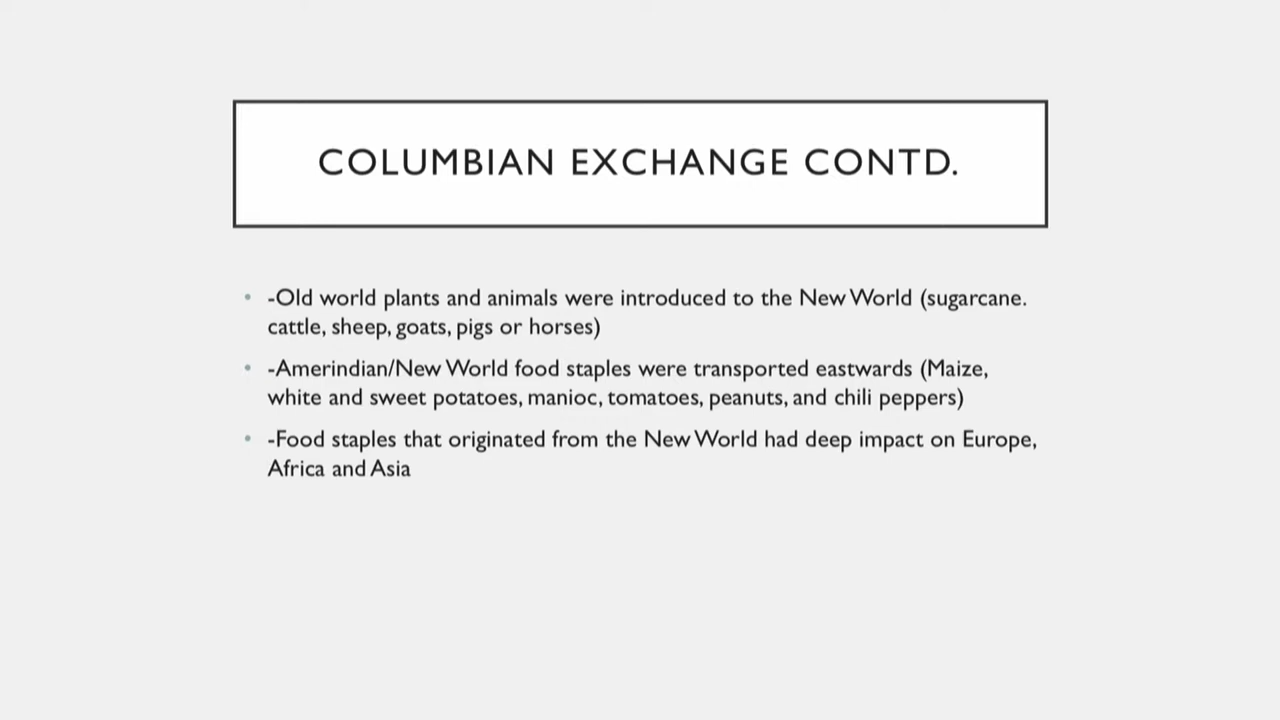 COLUMBIAN EXCHANGE CONTD.
• -Old world plants and animals were introduced to the New World (sugarcane.
cattle, sheep, goats, pigs or horses)
• -Amerindian/New World food staples were transported eastwards (Maize,
white and sweet potatoes, manioc, tomatoes, peanuts, and chili peppers)
• -Food staples that originated from the New World had deep impact on Europe,
Africa and Asia